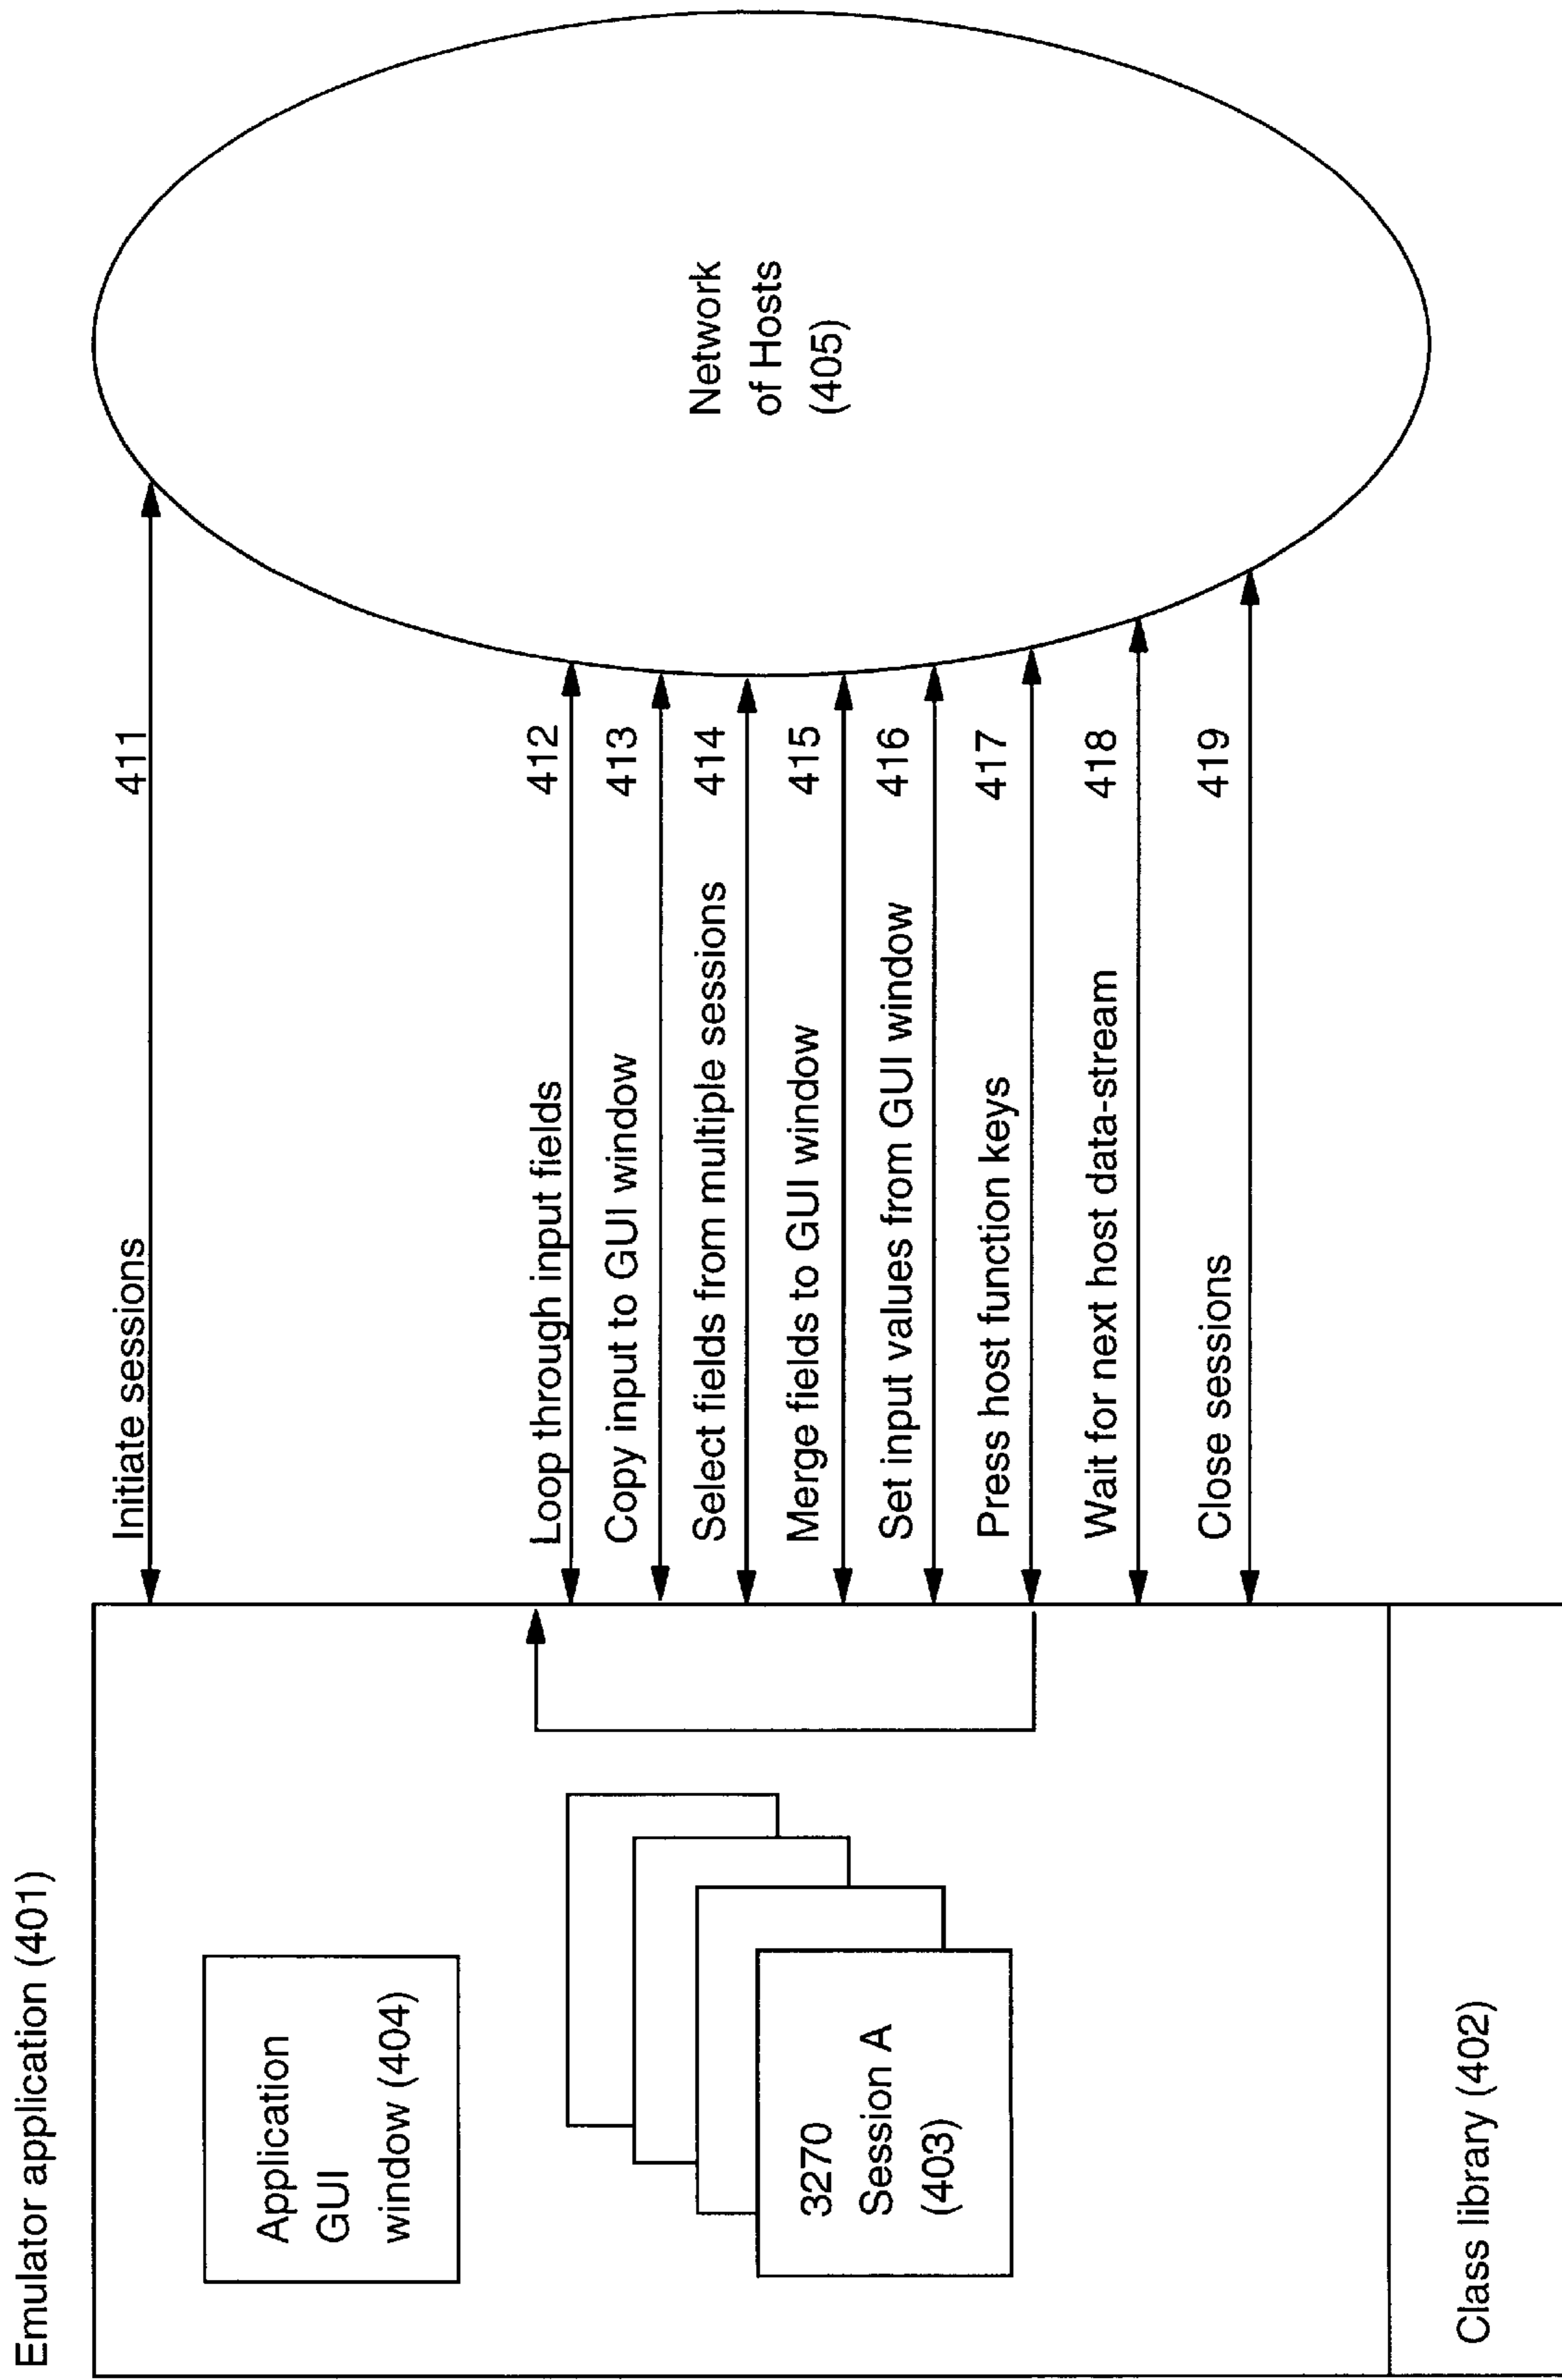 Emulator application (401)
Application
GUI
window (404)
3270
Session A
(403)
Class library (402)
Initiate sessions 411
Loop through input fields 412
Copy input to GUI window 413
Select fields from multiple sessions 414
Merge fields to GUI window 415
Set input values from GUI window 416
Press host function keys 417
Wait for next host data-stream 418
Close sessions 419
Network
of Hosts
(405)